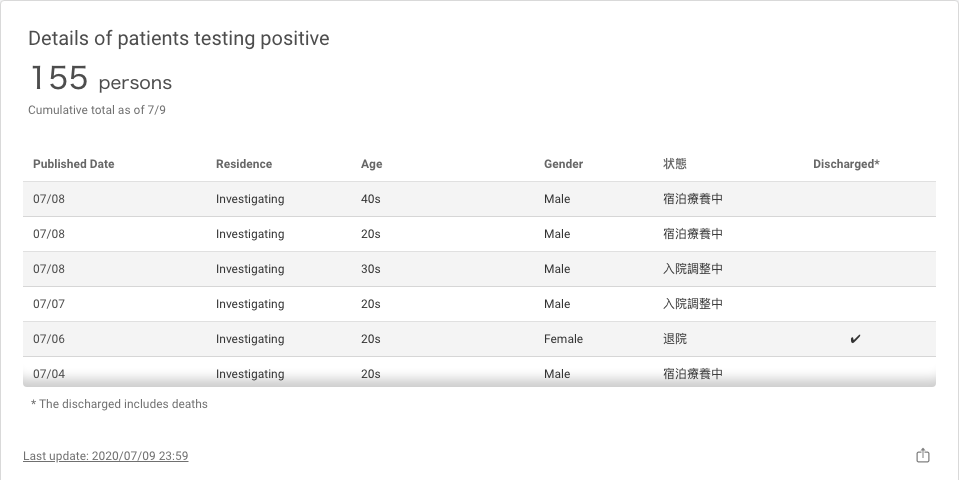 Details of patients testing positive
155 persons
Cumulative total as of 7/9
Published Date Residence Age Gender 状態 Discharged*
07/08 Investigating 40s Male 宿泊療養中
07/08 Investigating 20s Male 宿泊療養中
07/08 Investigating 30s Male 入院調整中
07/07 Investigating 20s Male 入院調整中
07/06 Investigating 20s Female 退院 ✔
07/04 Investigating 20s Male 宿泊療養中
* The discharged includes deaths
Last update: 2020/07/09 23:59